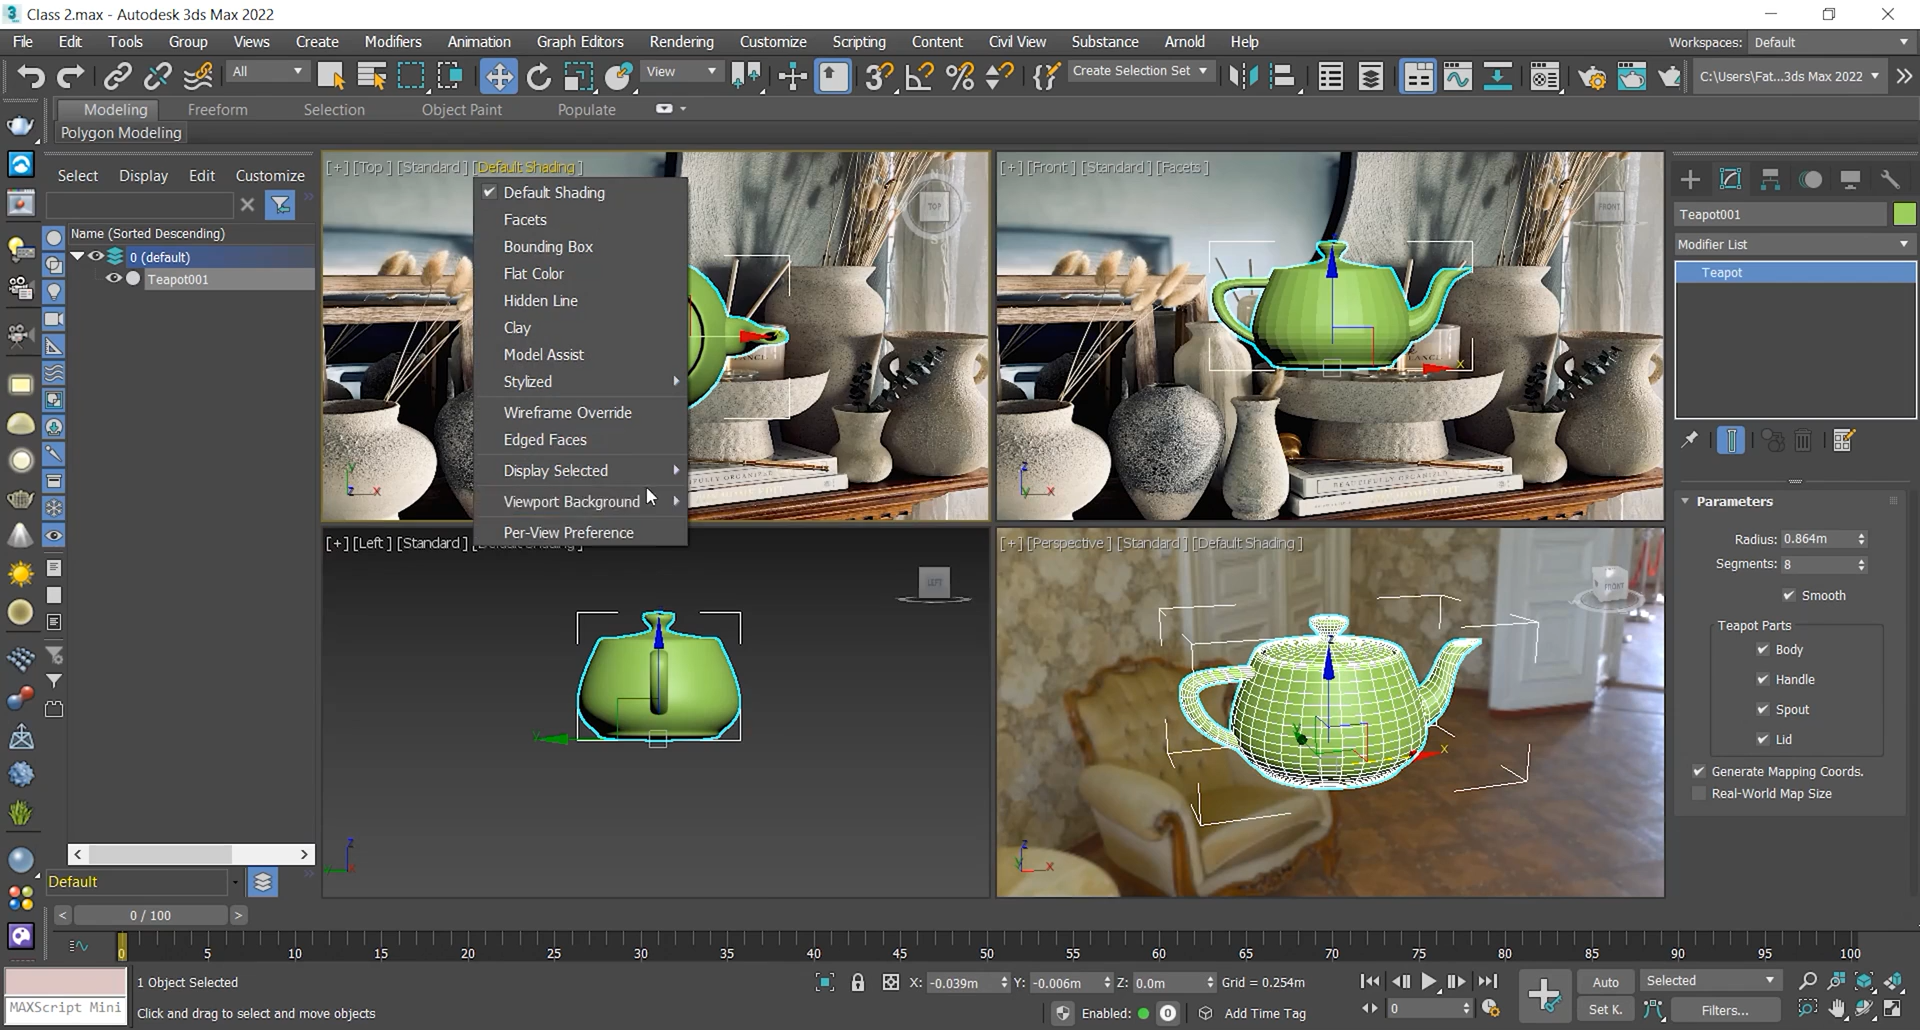 Class 2.max - Autodesk 3ds Max 2022
File Edit Tools Group Views Create Modifiers Animation Graph Editors Rendering Customize Scripting Content Civil View Substance Arnold Help Workspaces: Default
All View Create Selection Set C:\Users\Fat...3ds Max 2022
Modeling Freeform Selection Object Paint Populate
Polygon Modeling
Select Display Edit Customize
Name (Sorted Descending)
0 (default)
Teapot001
Default
[+] [Top ] [Standard ] [Default Shading ]
TOP
Default Shading
Facets
Bounding Box
Flat Color
Hidden Line
Clay
Model Assist
Stylized
Wireframe Override
Edged Faces
Display Selected
Viewport Background
Per-View Preference
[+] [Front ] [Standard ] [Facets ]
FRONT
[+] [Left ] [Standard ] [Default Shading ]
LEFT
[+] [Perspective ] [Standard ] [Default Shading ]
FRONT
Teapot001
Modifier List
Teapot
Parameters
Radius: 0.864m
Segments: 8
Smooth
Teapot Parts
Body
Handle
Spout
Lid
Generate Mapping Coords.
Real-World Map Size
< 0 / 100 >
0 5 10 15 20 25 30 35 40 45 50 55 60 65 70 75 80 85 90 95 100
1 Object Selected
X: -0.039m Y: -0.006m Z: 0.0m Grid = 0.254m
Auto Selected
MAXScript Mini
Click and drag to select and move objects
Enabled: 0 Add Time Tag
0
Set K. Filters...